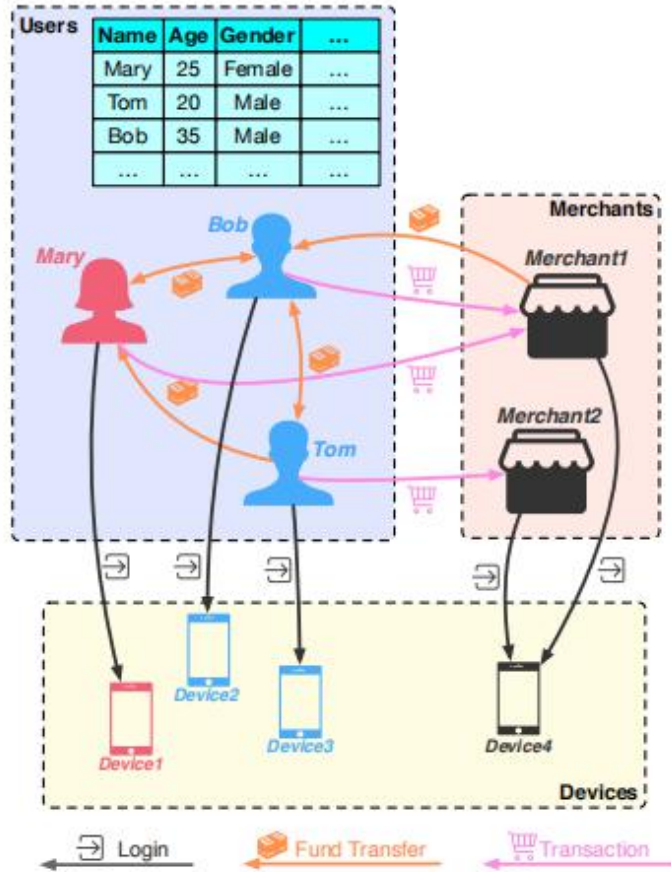 Users
Name Age Gender ...
Mary 25 Female ...
Tom 20 Male ...
Bob 35 Male ...
... ... ... ...
Merchants
Bob
Mary
Merchant1
Merchant2
Tom
Device2
Device1
Device3
Device4
Devices
Login Fund Transfer Transaction